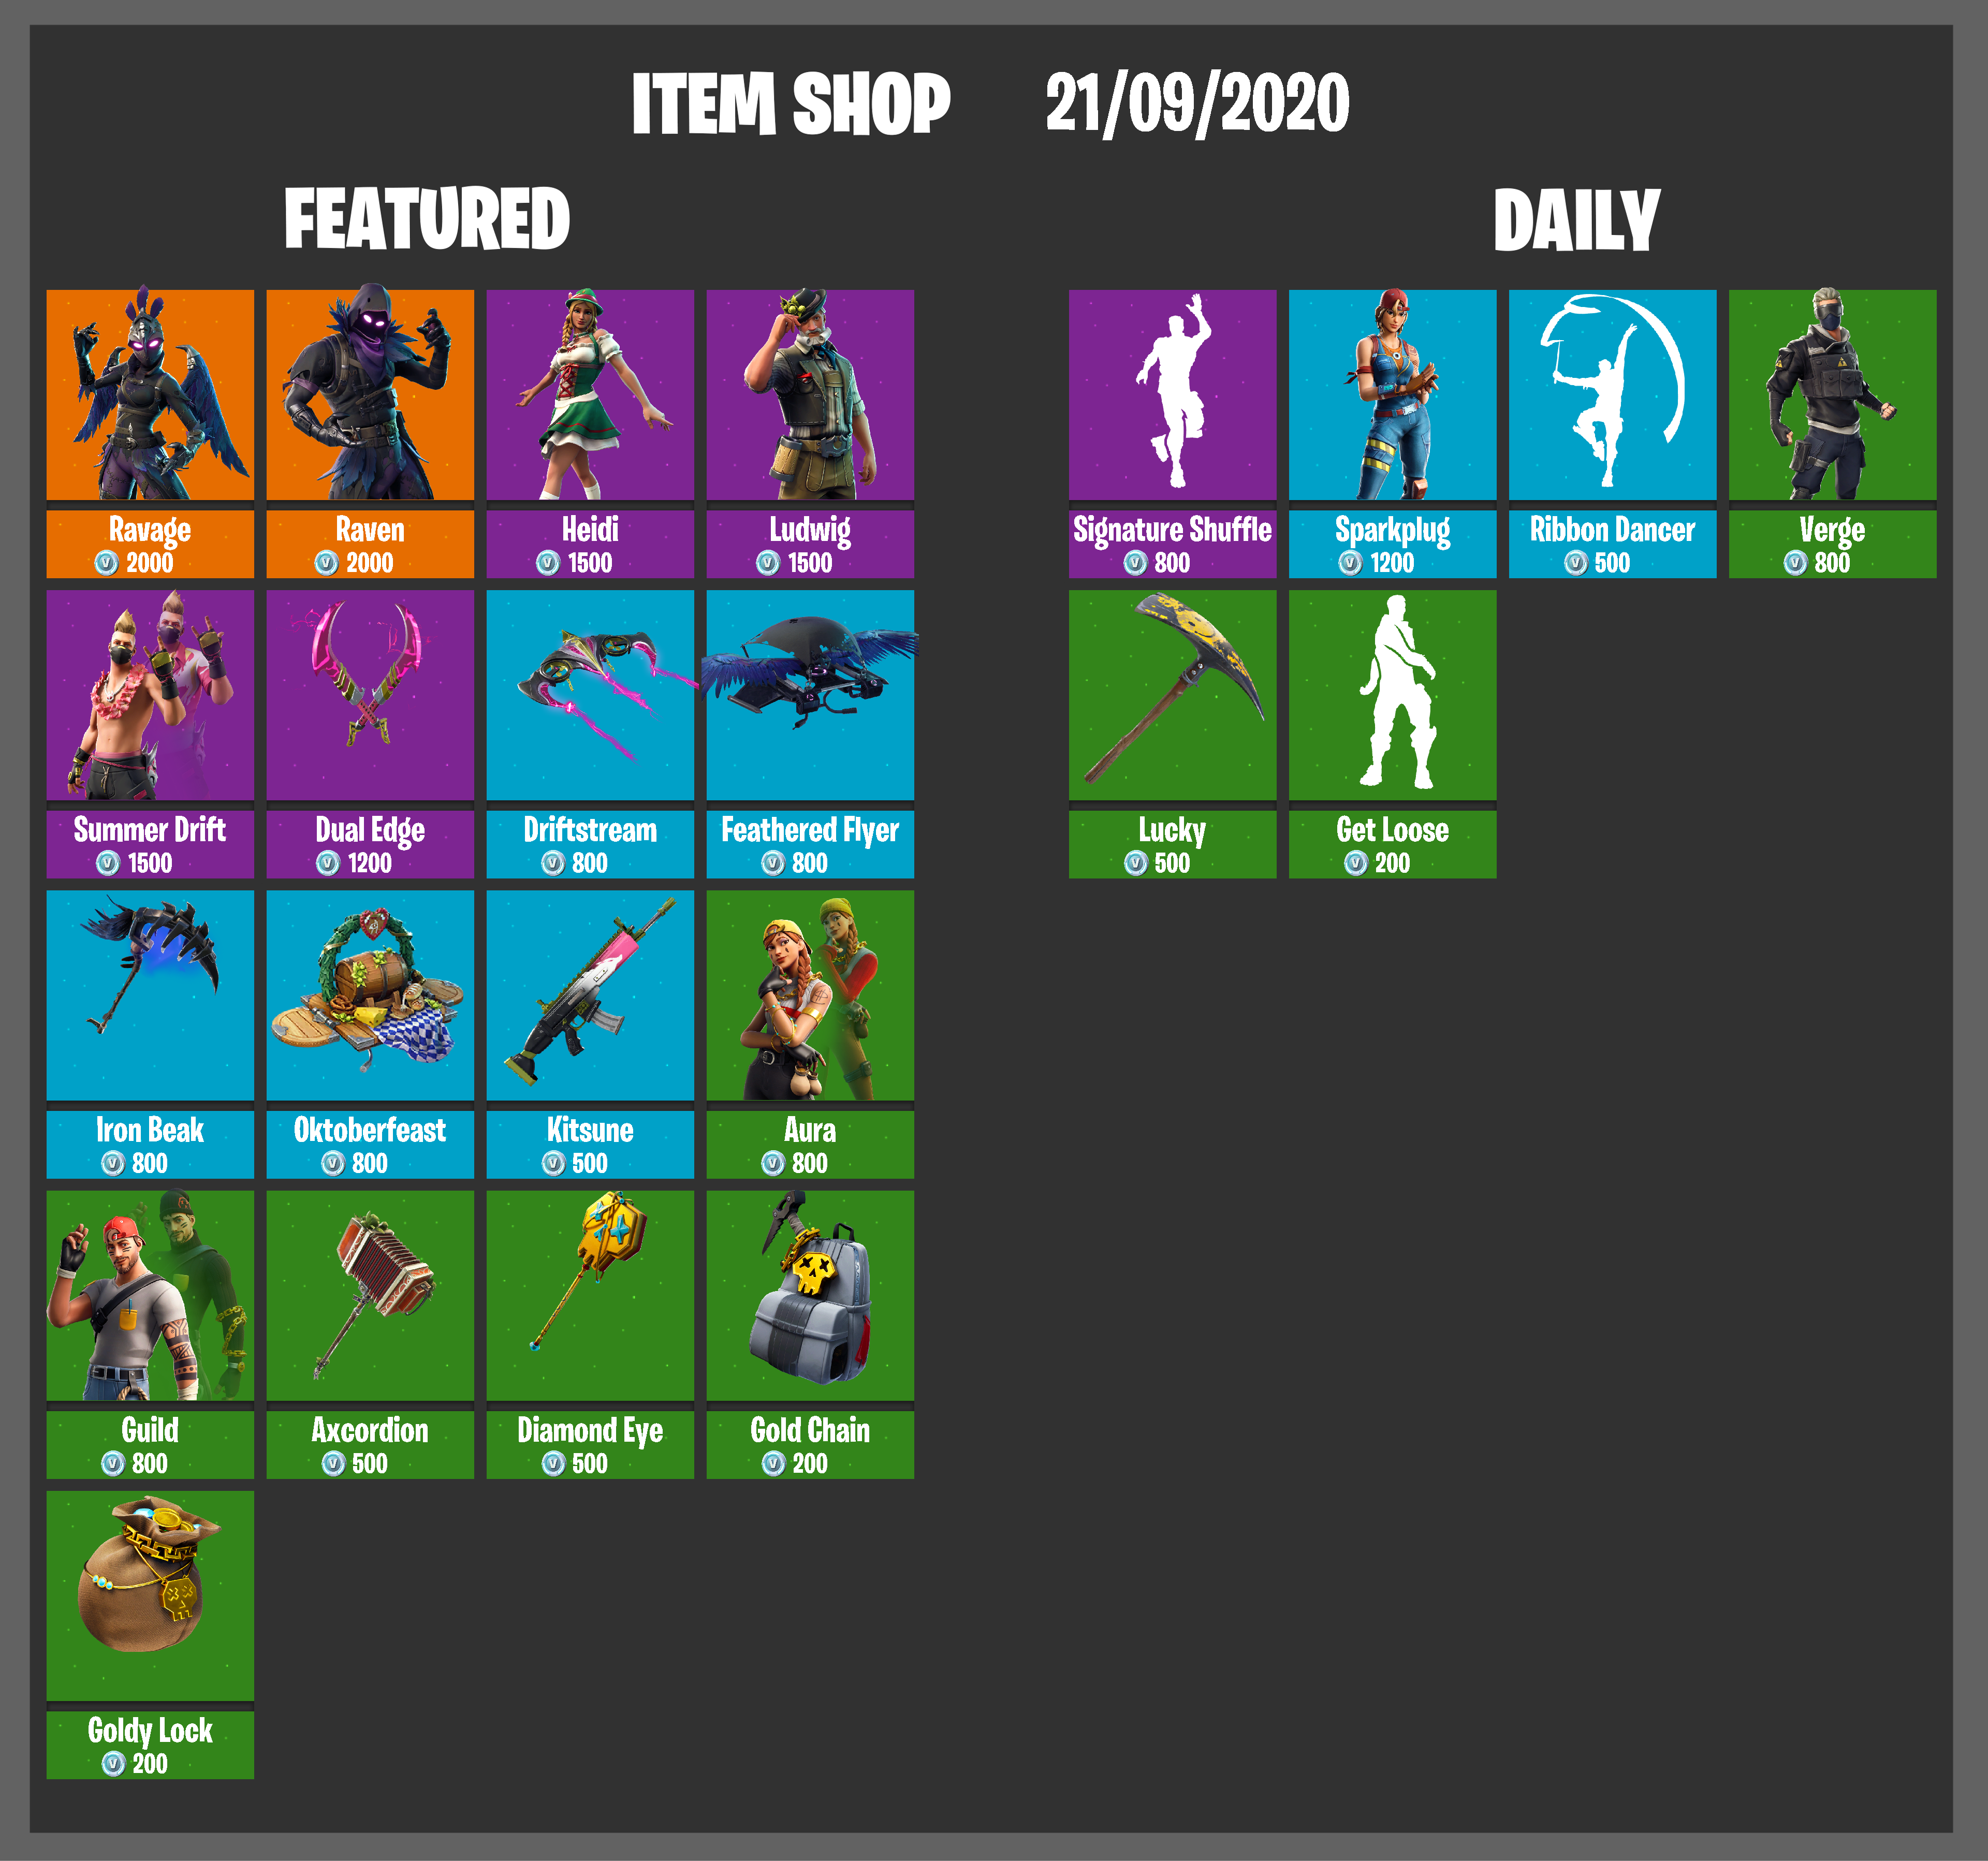 ITEM SHOP 21/09/2020
FEATURED
Ravage
2000
Raven
2000
Heidi
1500
Ludwig
1500
Summer Drift
1500
Dual Edge
1200
Driftstream
800
Feathered Flyer
800
Iron Beak
800
Oktoberfeast
800
Kitsune
500
Aura
800
Guild
800
Axcordion
500
Diamond Eye
500
Gold Chain
200
Goldy Lock
200
DAILY
Signature Shuffle
800
Sparkplug
1200
Ribbon Dancer
500
Verge
800
Lucky
500
Get Loose
200